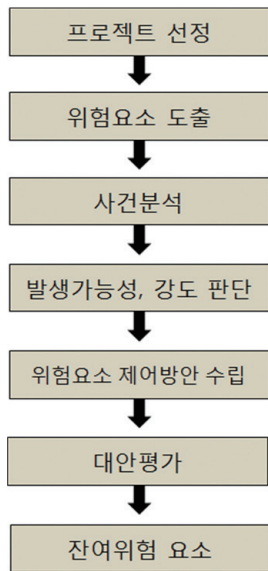 프로젝트 선정
위험요소 도출
사건분석
발생가능성, 강도 판단
위험요소 제어방안 수립
대안평가
잔여위험 요소